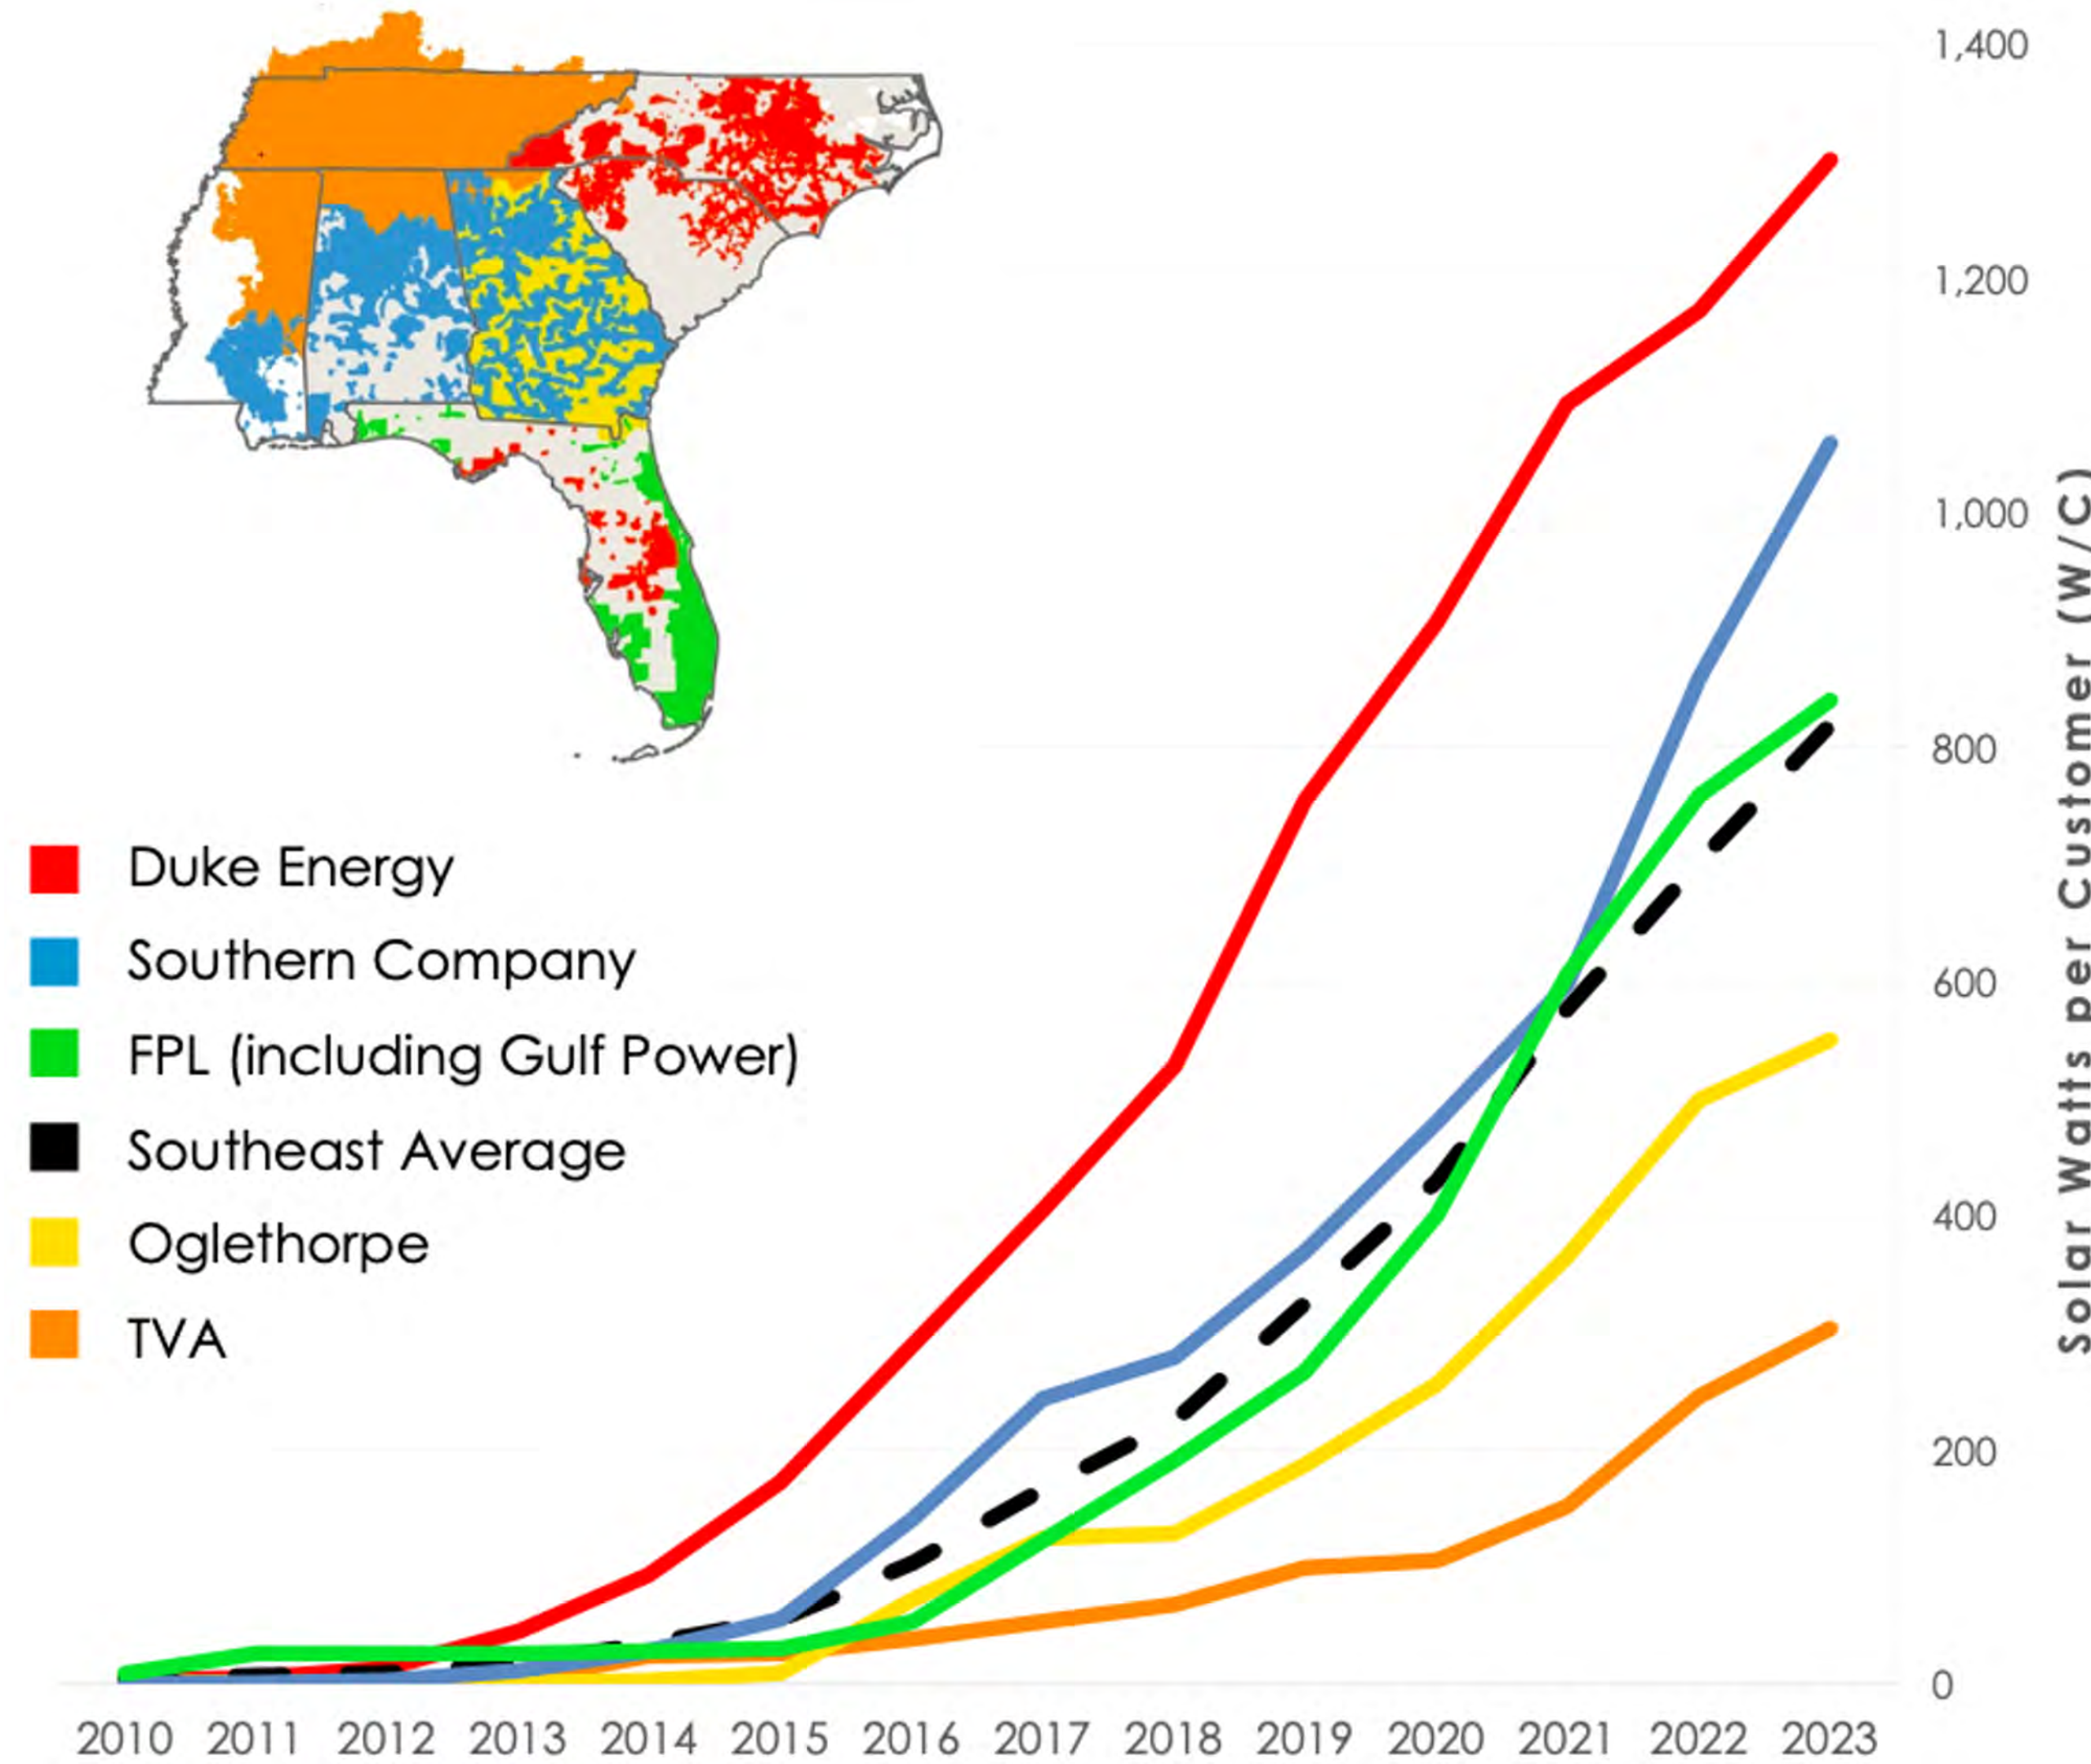 Duke Energy
Southern Company
FPL (including Gulf Power)
Southeast Average
Oglethorpe
TVA
1,400
1,200
1,000
800
600
400
200
0
Solar Watts per Customer (W/C)
2010 2011 2012 2013 2014 2015 2016 2017 2018 2019 2020 2021 2022 2023